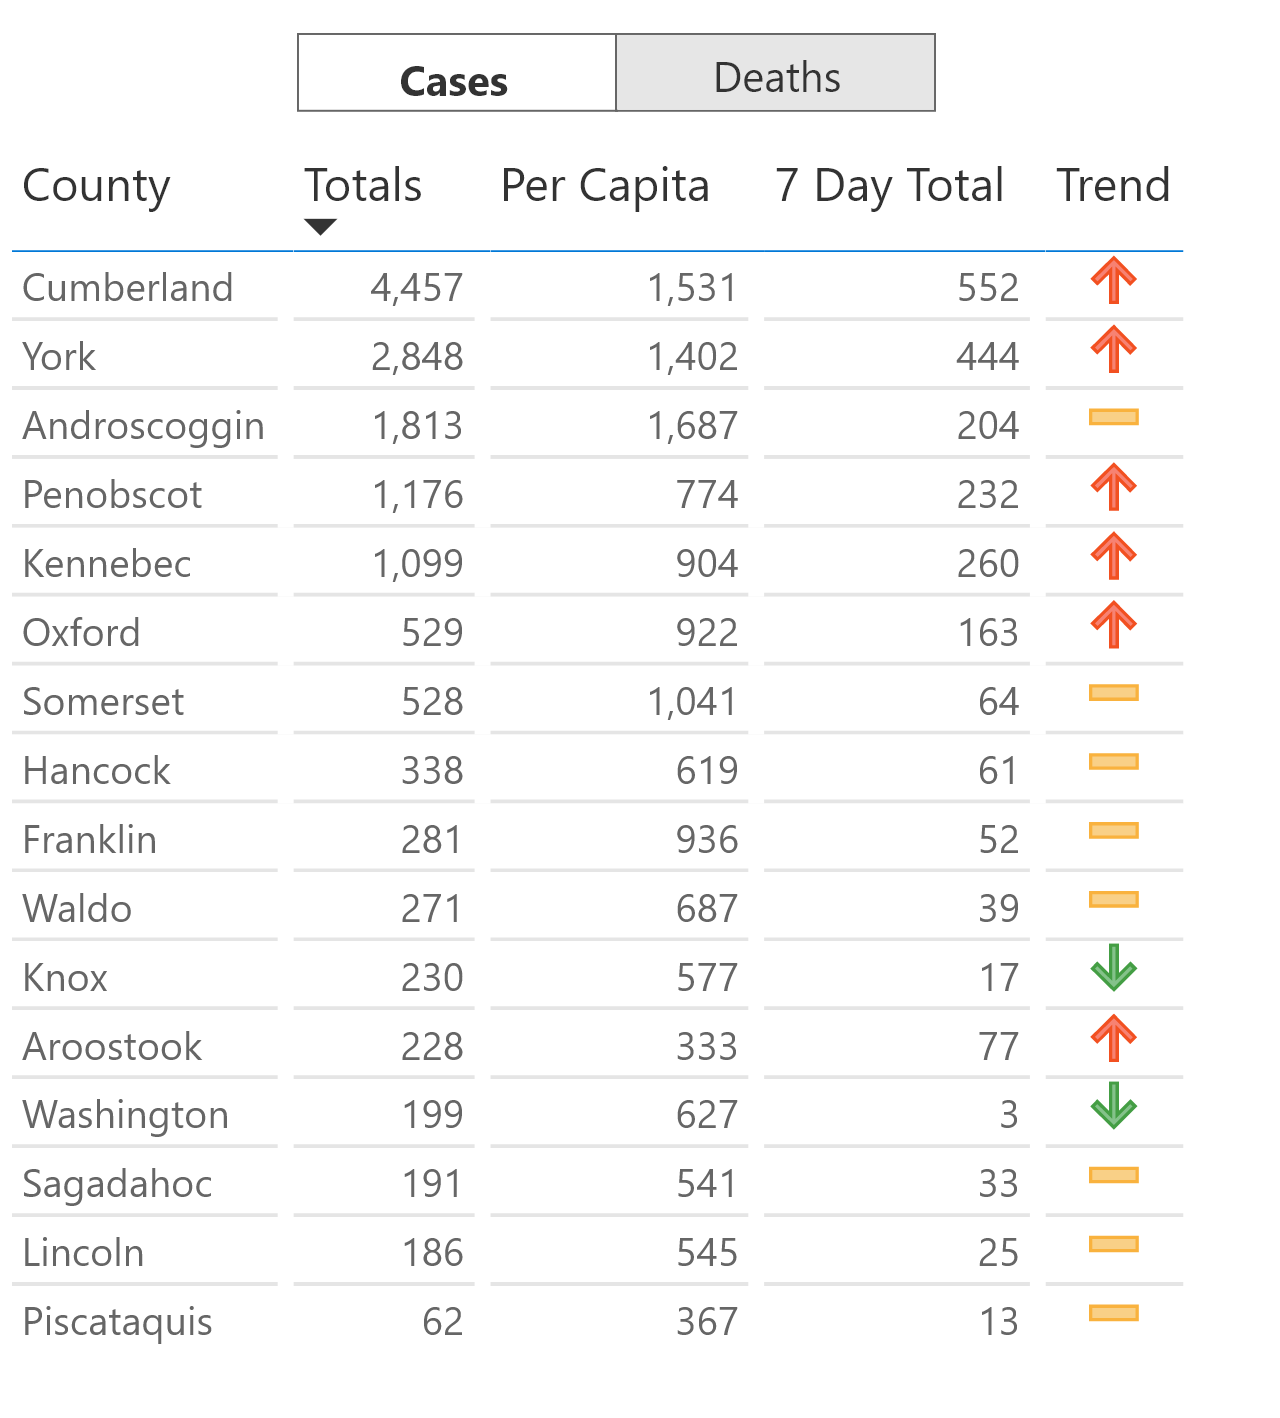 Cases Deaths
County Totals Per Capita 7 Day Total Trend
Cumberland 4,457 1,531 552
York 2,848 1,402 444
Androscoggin 1,813 1,687 204
Penobscot 1,176 774 232
Kennebec 1,099 904 260
Oxford 529 922 163
Somerset 528 1,041 64
Hancock 338 619 61
Franklin 281 936 52
Waldo 271 687 39
Knox 230 577 17
Aroostook 228 333 77
Washington 199 627 3
Sagadahoc 191 541 33
Lincoln 186 545 25
Piscataquis 62 367 13